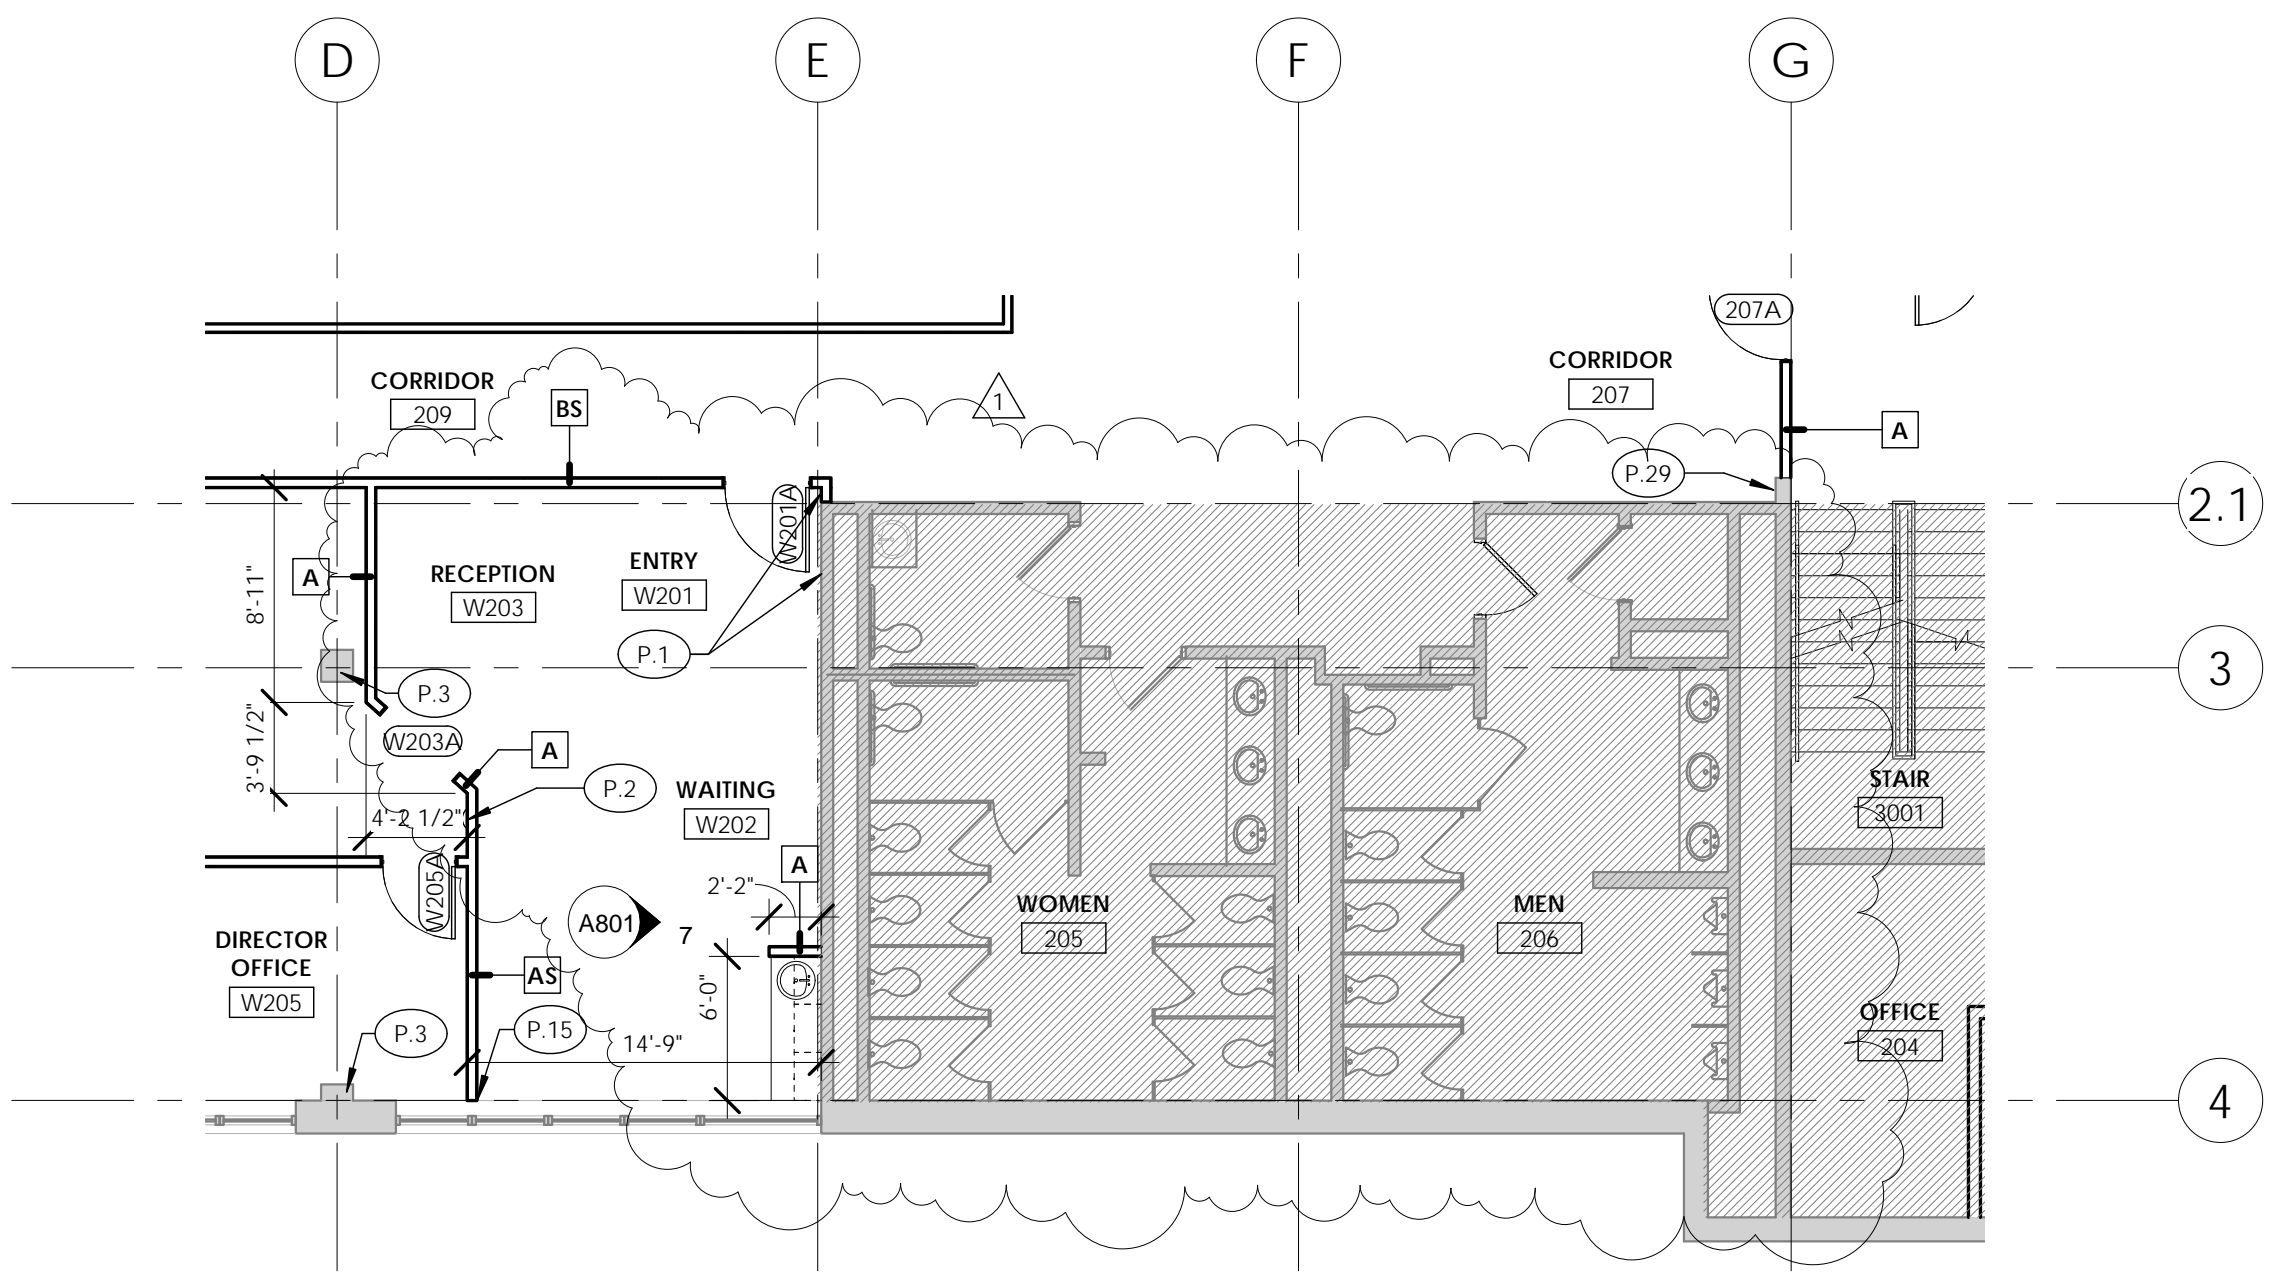 D
E
F
G
207A
CORRIDOR
207
CORRIDOR
209
BS
1
A
P.29
2.1
W201A
ENTRY
W201
RECEPTION
W203
A
8'-11"
P.1
3
P.3
W203A
3'-9 1/2"
A
P.2
WAITING
W202
4'-2 1/2"
STAIR
3001
A
2'-2"
W205A
A801
7
WOMEN
205
MEN
206
DIRECTOR
OFFICE
W205
AS
6'-0"
OFFICE
204
P.3
P.15
14'-9"
4